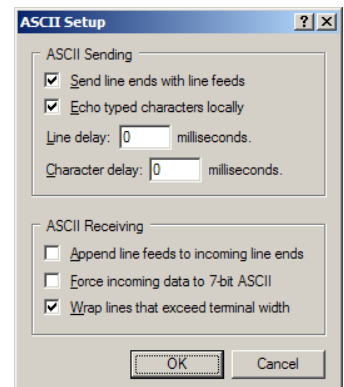 ASCII Setup
ASCII Sending
Send line ends with line feeds
Echo typed characters locally
Line delay: 0 milliseconds.
Character delay: 0 milliseconds.
ASCII Receiving
Append line feeds to incoming line ends
Force incoming data to 7-bit ASCII
Wrap lines that exceed terminal width
OK Cancel